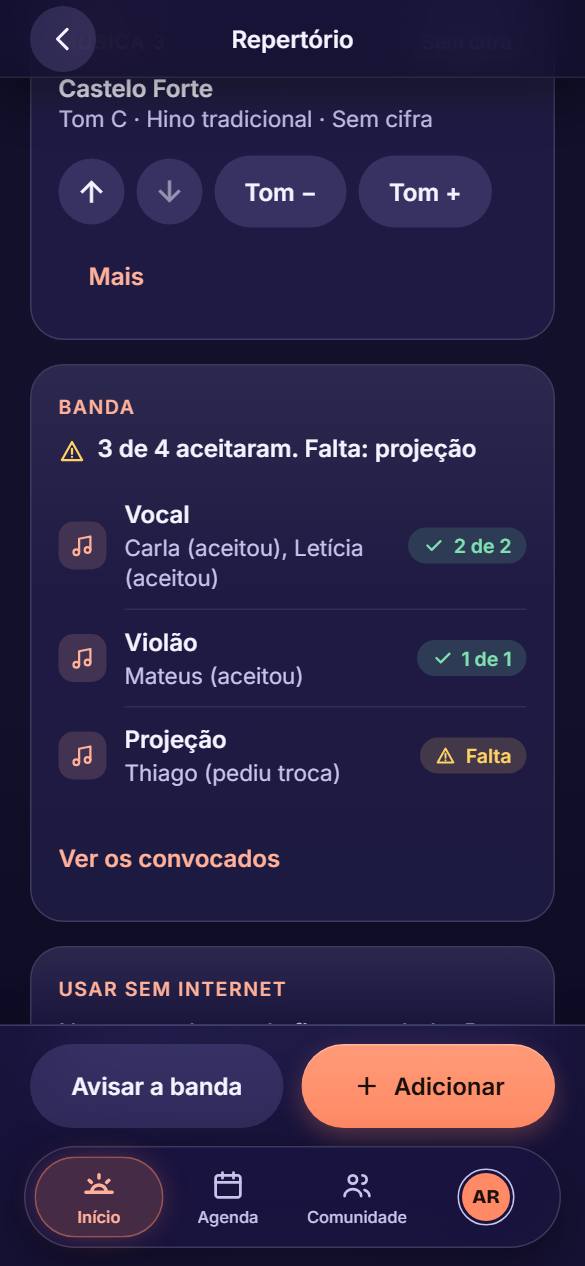 Repertório
Castelo Forte
Tom C · Hino tradicional · Sem cifra
Tom −
Tom +
Mais
BANDA
3 de 4 aceitaram. Falta: projeção
Vocal
Carla (aceitou), Letícia
(aceitou)
2 de 2
Violão
Mateus (aceitou)
1 de 1
Projeção
Thiago (pediu troca)
Falta
Ver os convocados
USAR SEM INTERNET
Avisar a banda
+ Adicionar
Início
Agenda
Comunidade
AR